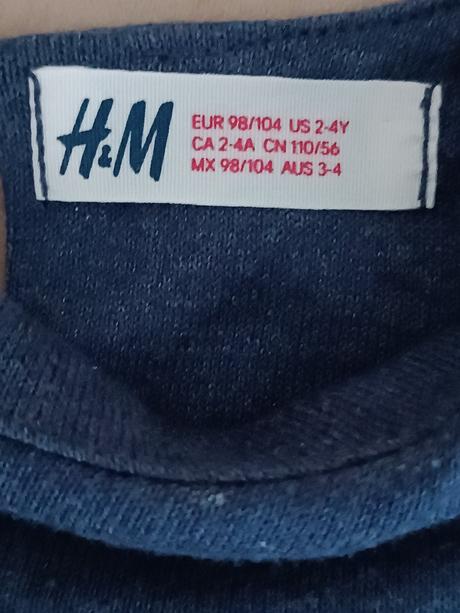 H&M
EUR 98/104 US 2-4Y
CA 2-4A CN 110/56
MX 98/104 AUS 3-4